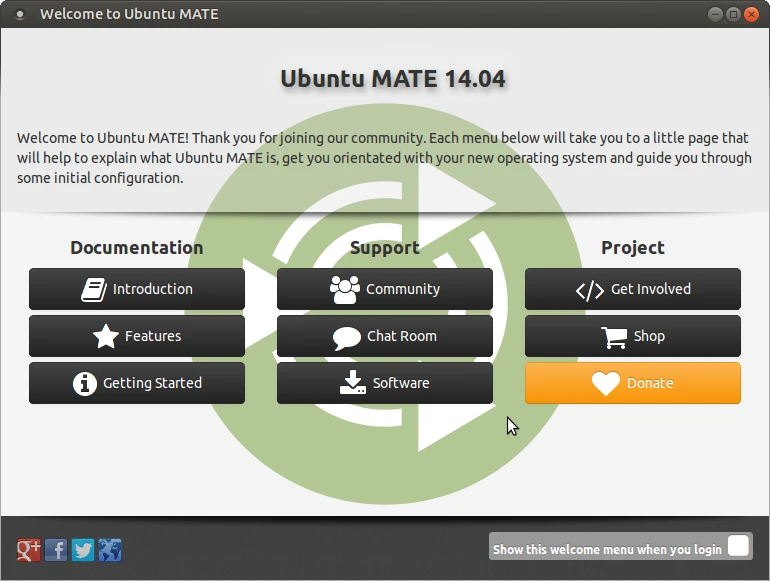 Welcome to Ubuntu MATE
Ubuntu MATE 14.04
Welcome to Ubuntu MATE! Thank you for joining our community. Each menu below will take you to a little page that
will help to explain what Ubuntu MATE is, get you orientated with your new operating system and guide you through
some initial configuration.
Documentation
Introduction
Features
Getting Started
Support
Community
Chat Room
Software
Project
Get Involved
Shop
Donate
Show this welcome menu when you login